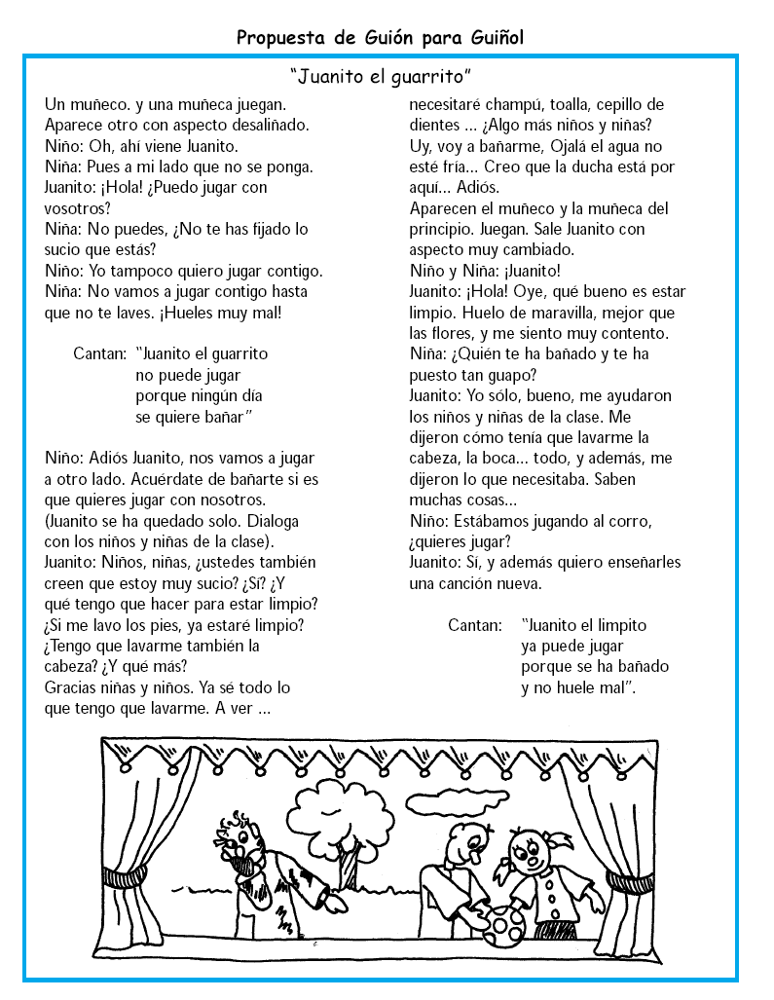 Propuesta de Guión para Guiñol
“Juanito el guarrito”
Un muñeco. y una muñeca juegan.
Aparece otro con aspecto desaliñado.
Niño: Oh, ahí viene Juanito.
Niña: Pues a mi lado que no se ponga.
Juanito: ¡Hola! ¿Puedo jugar con
vosotros?
Niña: No puedes, ¿No te has fijado lo
sucio que estás?
Niño: Yo tampoco quiero jugar contigo.
Niña: No vamos a jugar contigo hasta
que no te laves. ¡Hueles muy mal!
Cantan: “Juanito el guarrito
no puede jugar
porque ningún día
se quiere bañar”
Niño: Adiós Juanito, nos vamos a jugar
a otro lado. Acuérdate de bañarte si es
que quieres jugar con nosotros.
(Juanito se ha quedado solo. Dialoga
con los niños y niñas de la clase).
Juanito: Niños, niñas, ¿ustedes también
creen que estoy muy sucio? ¿Sí? ¿Y
qué tengo que hacer para estar limpio?
¿Si me lavo los pies, ya estaré limpio?
¿Tengo que lavarme también la
cabeza? ¿Y qué más?
Gracias niñas y niños. Ya sé todo lo
que tengo que lavarme. A ver ...
necesitaré champú, toalla, cepillo de
dientes ... ¿Algo más niños y niñas?
Uy, voy a bañarme, Ojalá el agua no
esté fría... Creo que la ducha está por
aquí... Adiós.
Aparecen el muñeco y la muñeca del
principio. Juegan. Sale Juanito con
aspecto muy cambiado.
Niño y Niña: ¡Juanito!
Juanito: ¡Hola! Oye, qué bueno es estar
limpio. Huelo de maravilla, mejor que
las flores, y me siento muy contento.
Niña: ¿Quién te ha bañado y te ha
puesto tan guapo?
Juanito: Yo sólo, bueno, me ayudaron
los niños y niñas de la clase. Me
dijeron cómo tenía que lavarme la
cabeza, la boca... todo, y además, me
dijeron lo que necesitaba. Saben
muchas cosas...
Niño: Estábamos jugando al corro,
¿quieres jugar?
Juanito: Sí, y además quiero enseñarles
una canción nueva.
Cantan: “Juanito el limpito
ya puede jugar
porque se ha bañado
y no huele mal”.